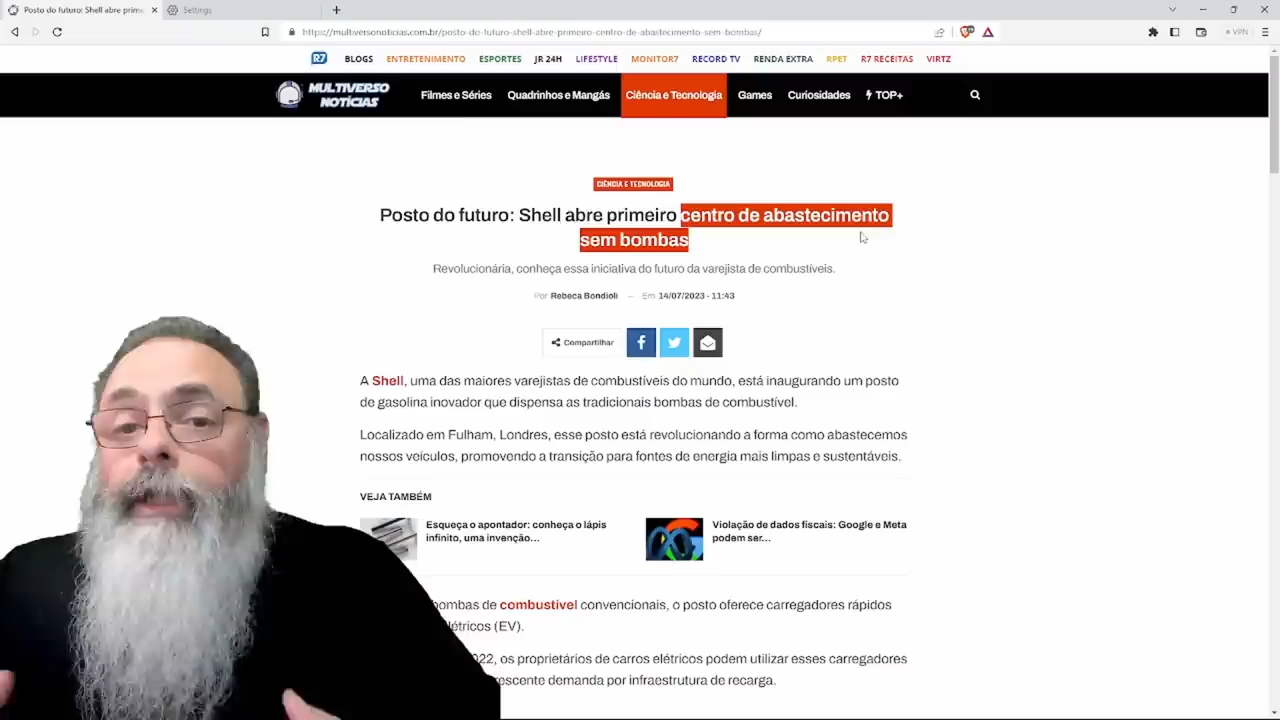 Posto do futuro: Shell abre prime
Settings
https://multiversonoticias.com.br/posto-do-futuro-shell-abre-primeiro-centro-de-abastecimento-sem-bombas/
VPN
R7 BLOGS ENTRETENIMENTO ESPORTES JR 24H LIFESTYLE MONITOR7 RECORD TV RENDA EXTRA RPET R7 RECEITAS VIRTZ
MULTIVERSO
NOTÍCIAS
Filmes e Séries Quadrinhos e Mangás Ciência e Tecnologia Games Curiosidades TOP+
CIÊNCIA E TECNOLOGIA
Posto do futuro: Shell abre primeiro centro de abastecimento
sem bombas
Revolucionária, conheça essa iniciativa do futuro da varejista de combustíveis.
Por Rebeca Bondioli — Em 14/07/2023 - 11:43
Compartilhar
A Shell, uma das maiores varejistas de combustíveis do mundo, está inaugurando um posto
de gasolina inovador que dispensa as tradicionais bombas de combustível.
Localizado em Fulham, Londres, esse posto está revolucionando a forma como abastecemos
nossos veículos, promovendo a transição para fontes de energia mais limpas e sustentáveis.
VEJA TAMBÉM
Esqueça o apontador: conheça o lápis
infinito, uma invenção...
Violação de dados fiscais: Google e Meta
podem ser...
bombas de combustível convencionais, o posto oferece carregadores rápidos
létricos (EV).
022, os proprietários de carros elétricos podem utilizar esses carregadores
rescente demanda por infraestrutura de recarga.